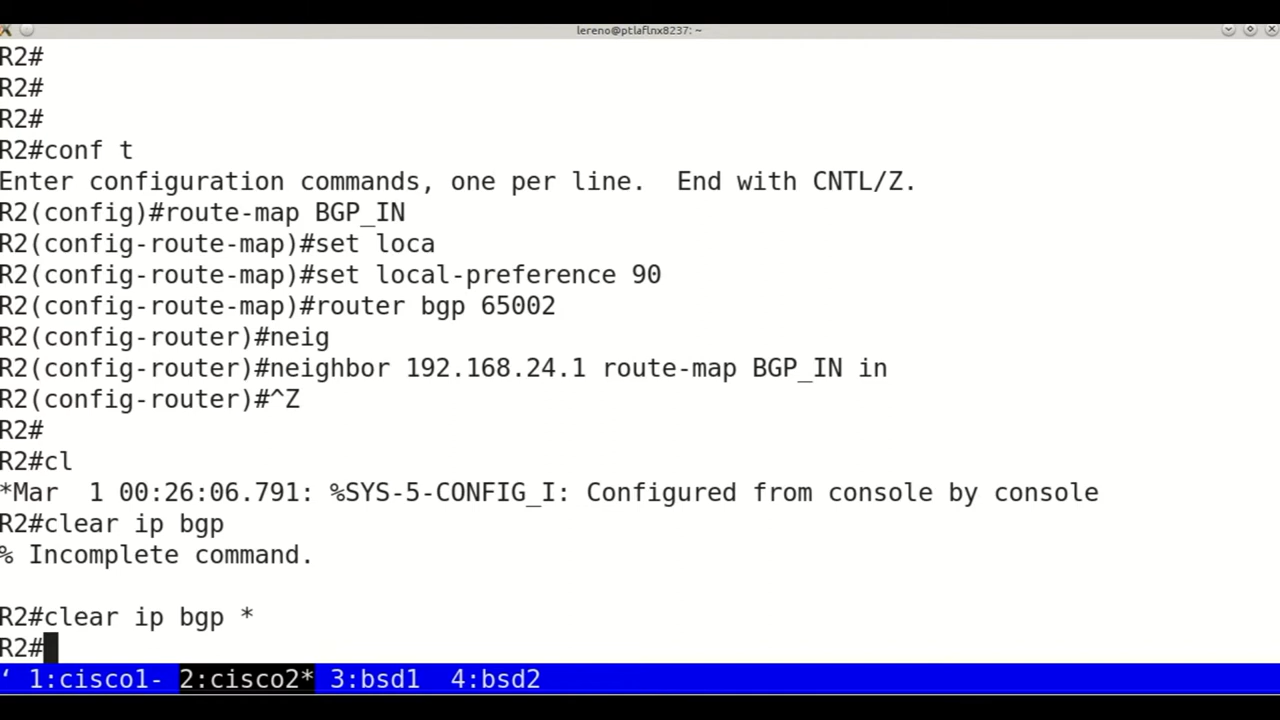 lereno@ptlaflnx8237: ~
R2#
R2#
R2#
R2#conf t
Enter configuration commands, one per line.  End with CNTL/Z.
R2(config)#route-map BGP_IN
R2(config-route-map)#set loca
R2(config-route-map)#set local-preference 90
R2(config-route-map)#router bgp 65002
R2(config-router)#neig
R2(config-router)#neighbor 192.168.24.1 route-map BGP_IN in
R2(config-router)#^Z
R2#
R2#cl
*Mar  1 00:26:06.791: %SYS-5-CONFIG_I: Configured from console by console
R2#clear ip bgp
% Incomplete command.
R2#clear ip bgp *
R2#
‘ 1:cisco1- 2:cisco2* 3:bsd1  4:bsd2